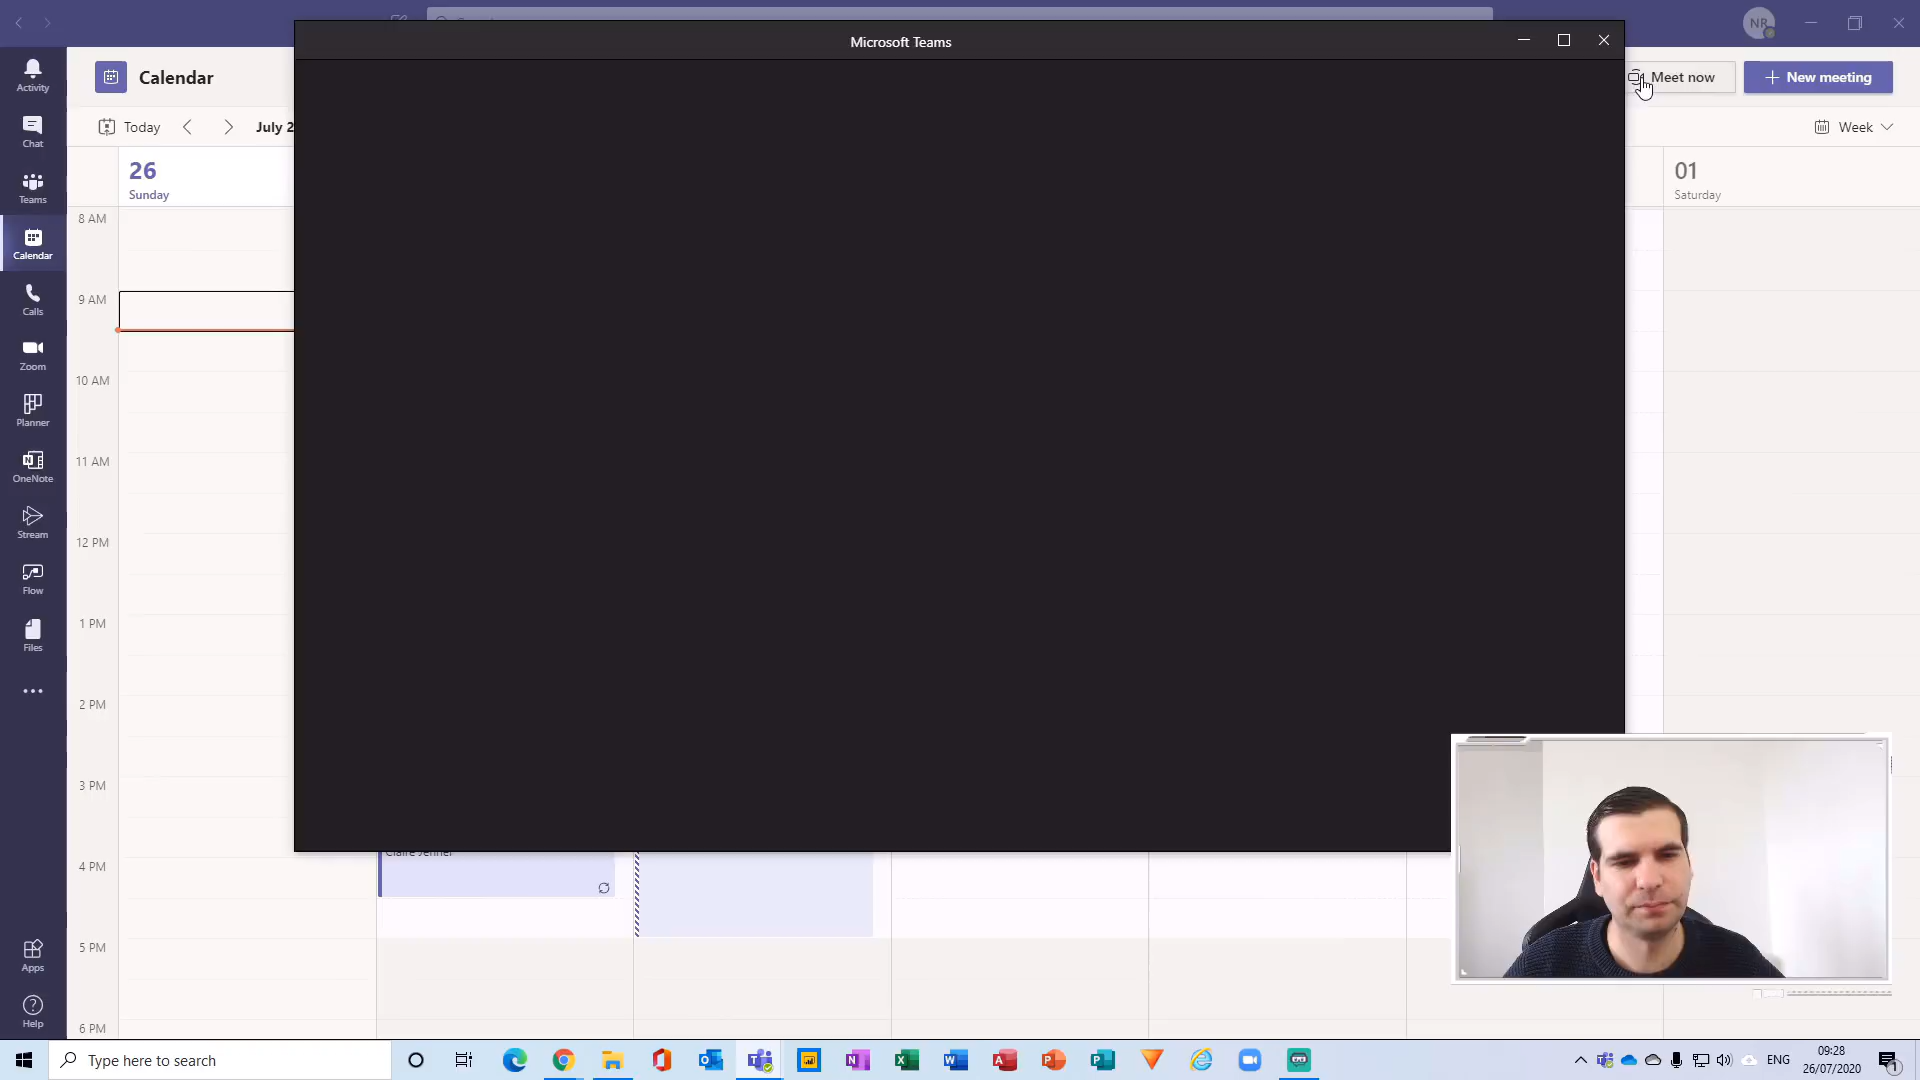 Microsoft Teams
NR
Activity
Chat
Teams
Calendar
Calls
Zoom
Planner
OneNote
Stream
Flow
Files
Apps
Help
Calendar
Meet now
New meeting
Today
July 2
Week
26
Sunday
01
Saturday
8 AM
9 AM
10 AM
11 AM
12 PM
1 PM
2 PM
3 PM
4 PM
5 PM
6 PM
Claire Jenner
Type here to search
ENG
09:28
26/07/2020
1